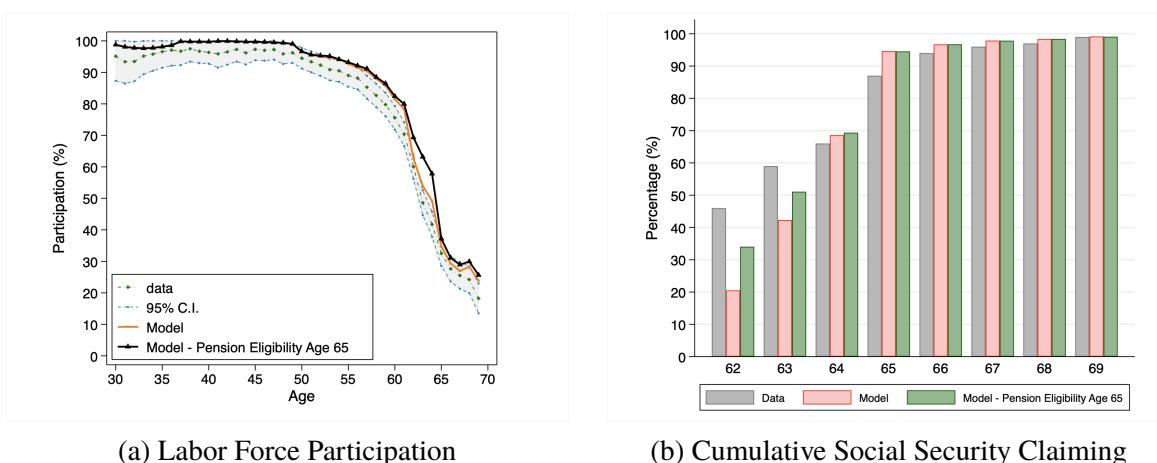 100
90
80
70
60
50
40
30
20
10
0
Participation (%)
data
95% C.I.
Model
Model - Pension Eligibility Age 65
30 35 40 45 50 55 60 65 70
Age
(a) Labor Force Participation
100
90
80
70
60
50
40
30
20
10
0
Percentage (%)
62 63 64 65 66 67 68 69
Data Model Model - Pension Eligibility Age 65
(b) Cumulative Social Security Claiming